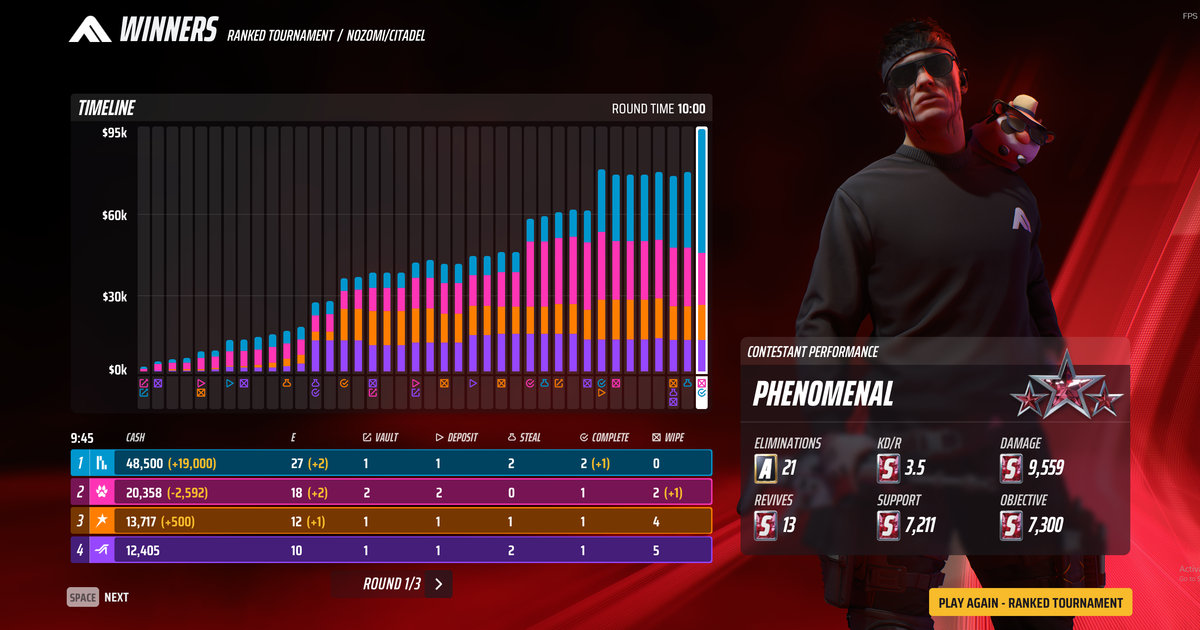 WINNERS RANKED TOURNAMENT / NOZOMI/CITADEL
FPS
TIMELINE
ROUND TIME 10:00
$95k
$60k
$30k
$0k
9:45 CASH E VAULT DEPOSIT STEAL COMPLETE WIPE
1 48,500 (+19,000) 27 (+2) 1 1 2 2 (+1) 0
2 20,358 (-2,592) 18 (+2) 2 2 0 1 2 (+1)
3 13,717 (+500) 12 (+1) 1 1 1 1 4
4 12,405 10 1 1 2 1 5
ROUND 1/3
SPACE NEXT
CONTESTANT PERFORMANCE
PHENOMENAL
ELIMINATIONS KD/R DAMAGE
A 21 S 3.5 S 9,559
REVIVES SUPPORT OBJECTIVE
S 13 S 7,211 S 7,300
Activa
Go to S
PLAY AGAIN - RANKED TOURNAMENT